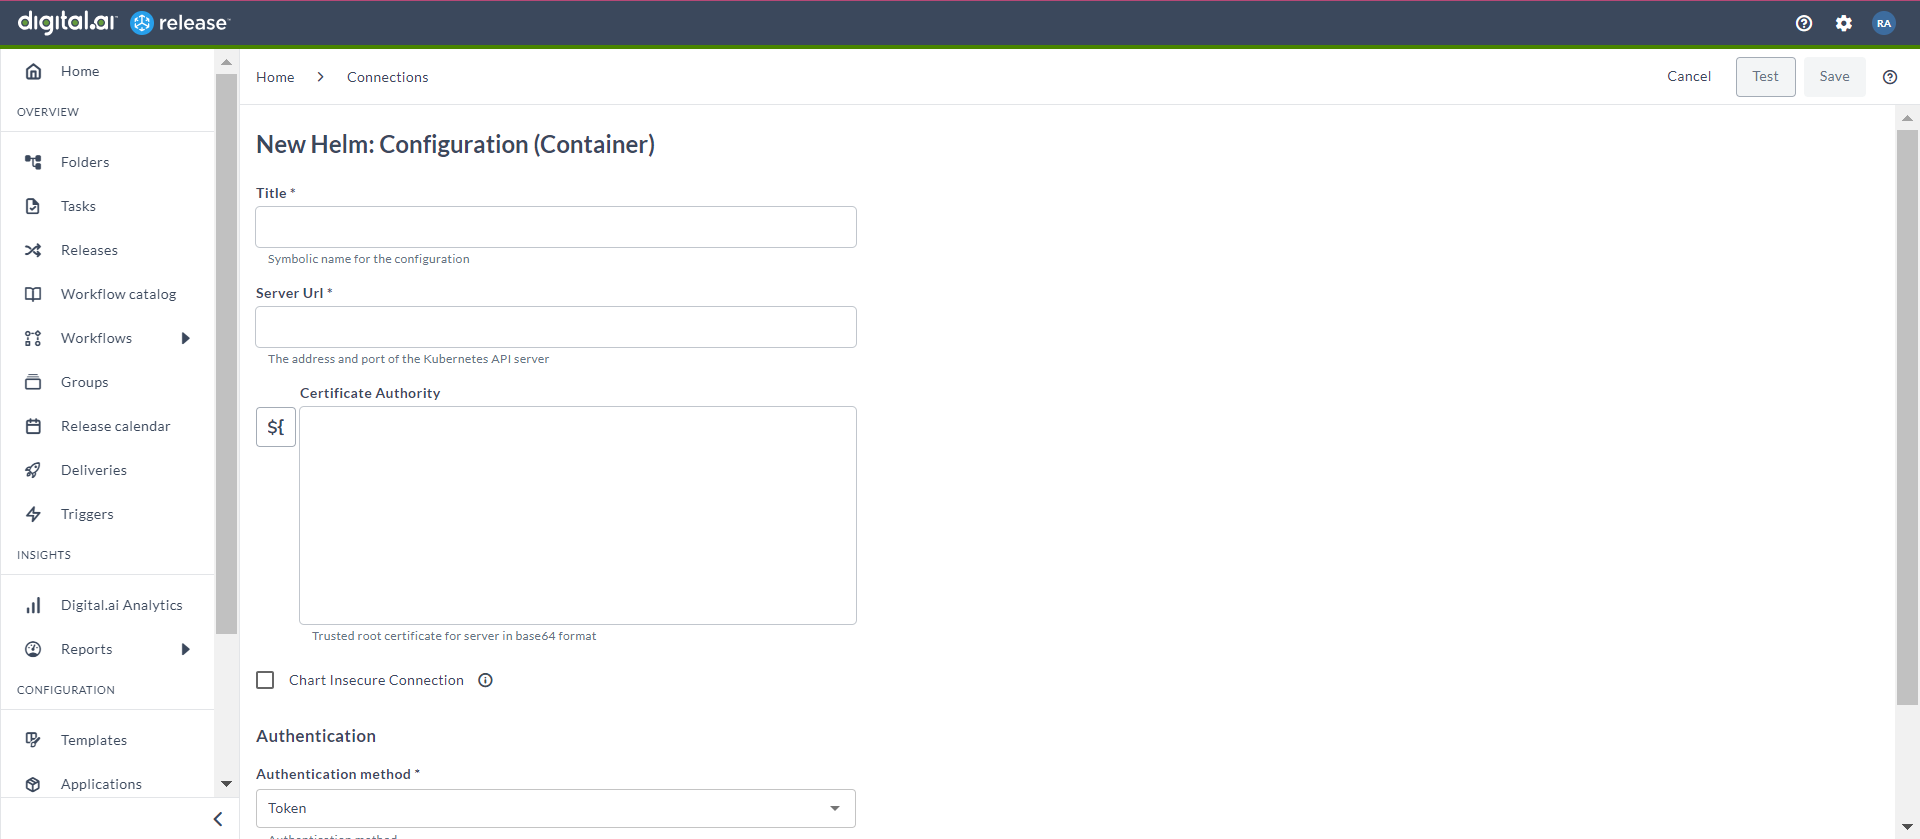 digital.ai release
RA
Home
OVERVIEW
Folders
Tasks
Releases
Workflow catalog
Workflows
Groups
Release calendar
Deliveries
Triggers
INSIGHTS
Digital.ai Analytics
Reports
CONFIGURATION
Templates
Applications
Home > Connections
Cancel
Test
Save
New Helm: Configuration (Container)
Title *
Symbolic name for the configuration
Server Url *
The address and port of the Kubernetes API server
Certificate Authority
${
Trusted root certificate for server in base64 format
Chart Insecure Connection
Authentication
Authentication method *
Token
Authentication method